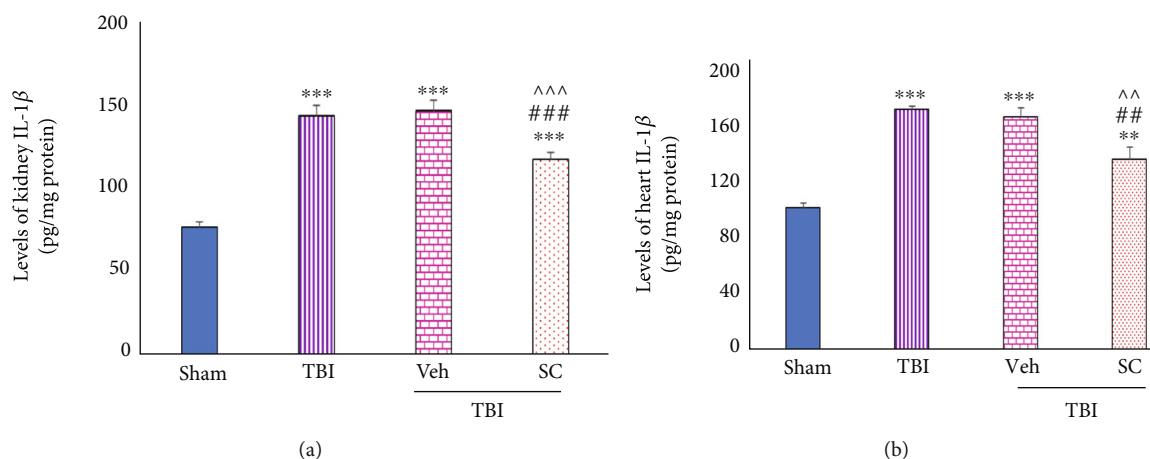 Levels of kidney IL-1β
(pg/mg protein)
200
150
100
50
0
***
***
^^^
###
***
Sham
TBI
Veh
SC
TBI
(a)
Levels of heart IL-1β
(pg/mg protein)
200
160
120
80
40
0
***
***
^^
##
**
Sham
TBI
Veh
SC
TBI
(b)